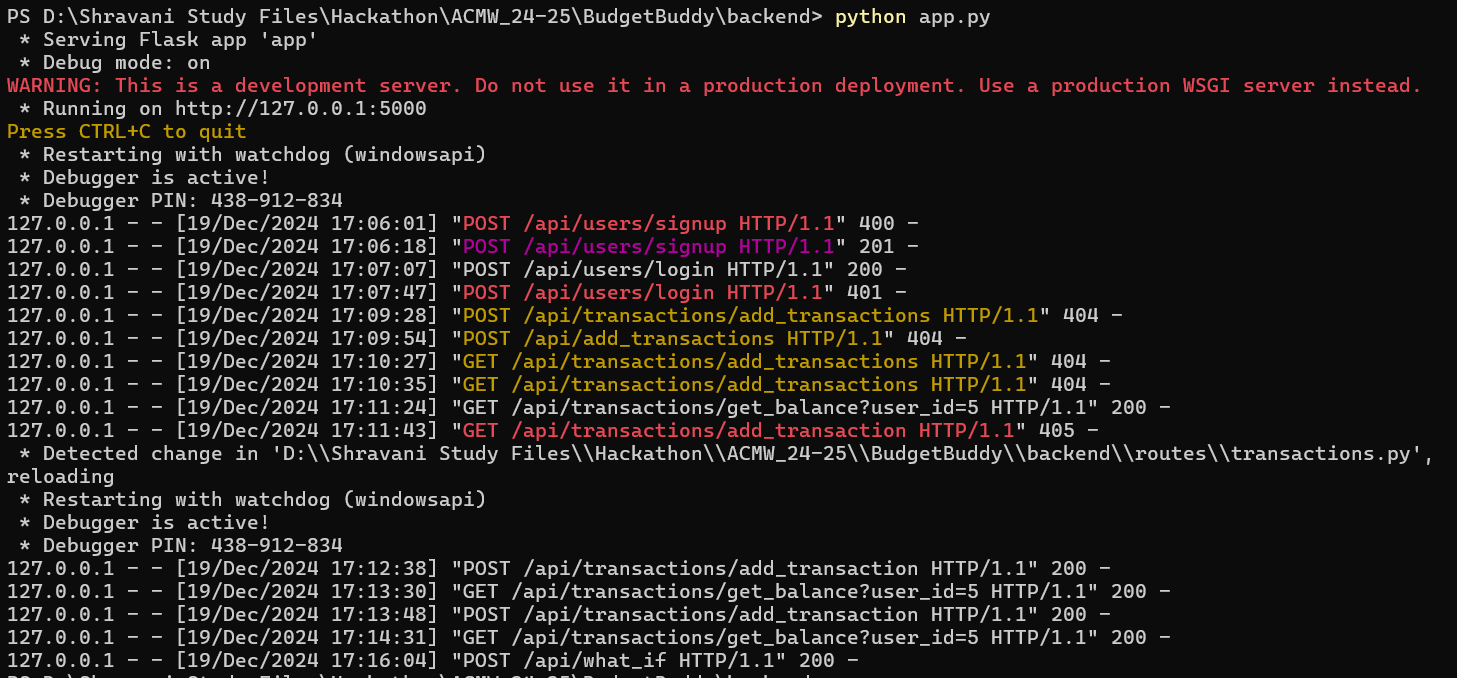 PS D:\Shravani Study Files\Hackathon\ACMW_24-25\BudgetBuddy\backend> python app.py
 * Serving Flask app 'app'
 * Debug mode: on
WARNING: This is a development server. Do not use it in a production deployment. Use a production WSGI server instead.
 * Running on http://127.0.0.1:5000
Press CTRL+C to quit
 * Restarting with watchdog (windowsapi)
 * Debugger is active!
 * Debugger PIN: 438-912-834
127.0.0.1 - - [19/Dec/2024 17:06:01] "POST /api/users/signup HTTP/1.1" 400 -
127.0.0.1 - - [19/Dec/2024 17:06:18] "POST /api/users/signup HTTP/1.1" 201 -
127.0.0.1 - - [19/Dec/2024 17:07:07] "POST /api/users/login HTTP/1.1" 200 -
127.0.0.1 - - [19/Dec/2024 17:07:47] "POST /api/users/login HTTP/1.1" 401 -
127.0.0.1 - - [19/Dec/2024 17:09:28] "POST /api/transactions/add_transactions HTTP/1.1" 404 -
127.0.0.1 - - [19/Dec/2024 17:09:54] "POST /api/add_transactions HTTP/1.1" 404 -
127.0.0.1 - - [19/Dec/2024 17:10:27] "GET /api/transactions/add_transactions HTTP/1.1" 404 -
127.0.0.1 - - [19/Dec/2024 17:10:35] "GET /api/transactions/add_transactions HTTP/1.1" 404 -
127.0.0.1 - - [19/Dec/2024 17:11:24] "GET /api/transactions/get_balance?user_id=5 HTTP/1.1" 200 -
127.0.0.1 - - [19/Dec/2024 17:11:43] "GET /api/transactions/add_transaction HTTP/1.1" 405 -
 * Detected change in 'D:\\Shravani Study Files\\Hackathon\\ACMW_24-25\\BudgetBuddy\\backend\\routes\\transactions.py',
reloading
 * Restarting with watchdog (windowsapi)
 * Debugger is active!
 * Debugger PIN: 438-912-834
127.0.0.1 - - [19/Dec/2024 17:12:38] "POST /api/transactions/add_transaction HTTP/1.1" 200 -
127.0.0.1 - - [19/Dec/2024 17:13:30] "GET /api/transactions/get_balance?user_id=5 HTTP/1.1" 200 -
127.0.0.1 - - [19/Dec/2024 17:13:48] "POST /api/transactions/add_transaction HTTP/1.1" 200 -
127.0.0.1 - - [19/Dec/2024 17:14:31] "GET /api/transactions/get_balance?user_id=5 HTTP/1.1" 200 -
127.0.0.1 - - [19/Dec/2024 17:16:04] "POST /api/what_if HTTP/1.1" 200 -